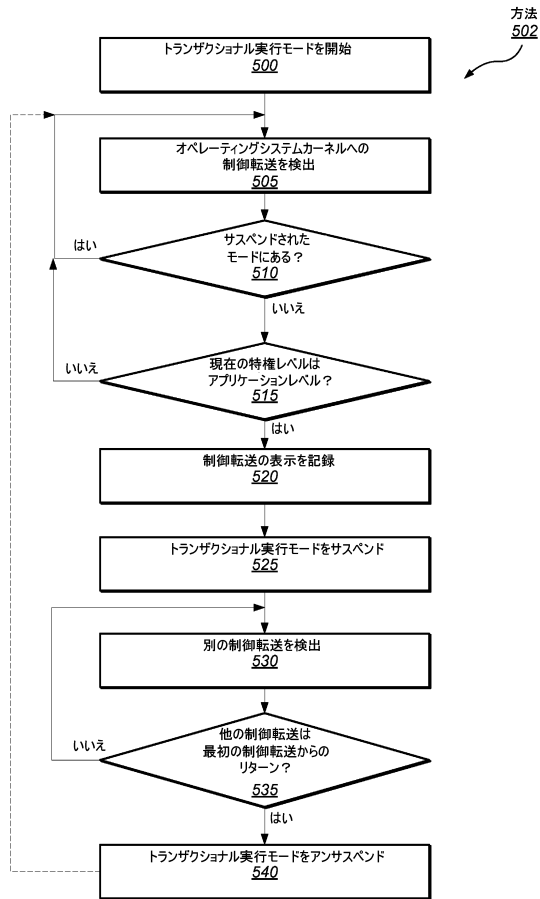 方法
502
トランザクショナル実行モードを開始
500
オペレーティングシステムカーネルへの
制御転送を検出
505
サスペンドされた
モードにある？
510
はい
いいえ
現在の特権レベルは
アプリケーションレベル？
515
いいえ
はい
制御転送の表示を記録
520
トランザクショナル実行モードをサスペンド
525
別の制御転送を検出
530
他の制御転送は
最初の制御転送からの
リターン？
535
いいえ
はい
トランザクショナル実行モードをアンサスペンド
540